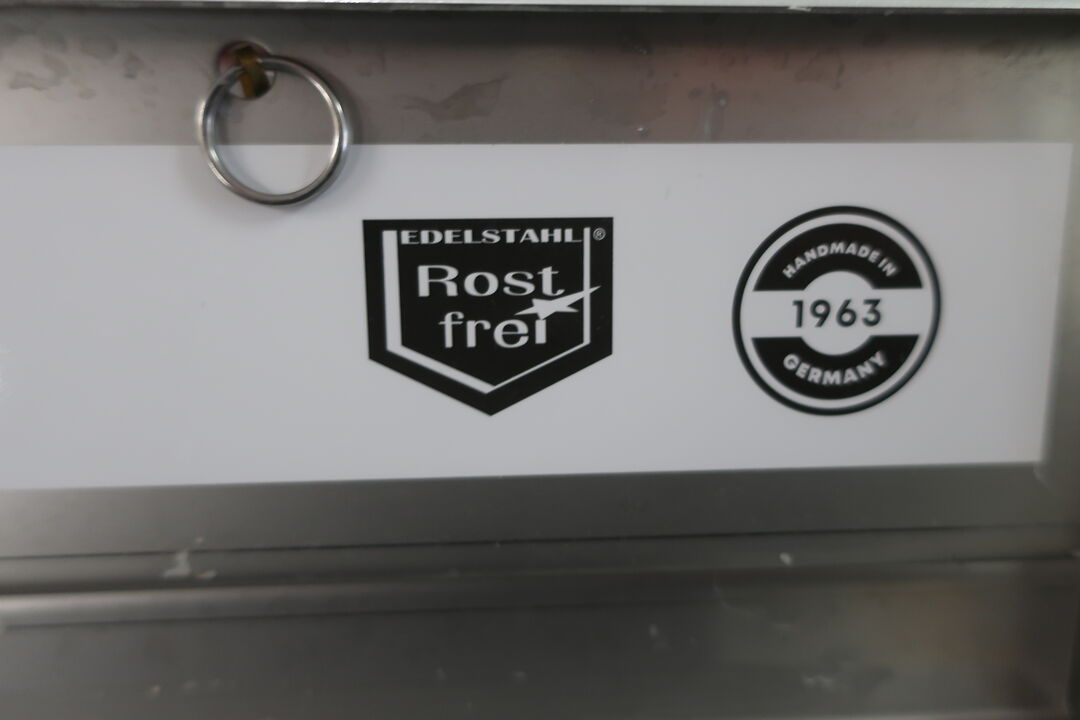 EDELSTAHL®
Rost
frei
HANDMADE IN
1963
GERMANY